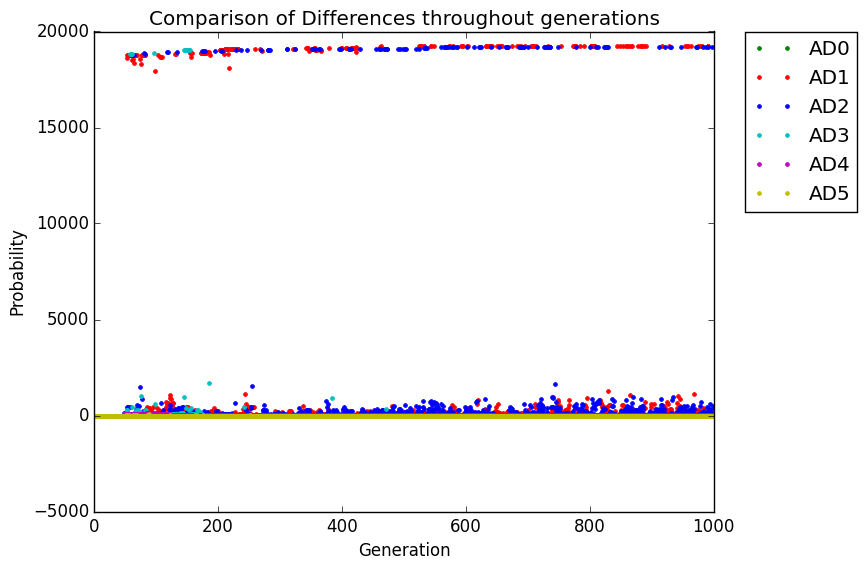 Comparison of Differences throughout generations
20000
15000
10000
5000
0
−5000
Probability
0 200 400 600 800 1000
Generation
AD0
AD1
AD2
AD3
AD4
AD5